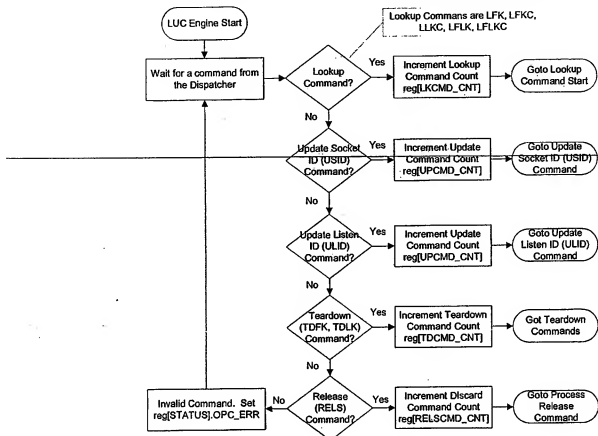 LUC Engine Start
Lookup Commans are LFK, LFKC,
LLKC, LFLK, LFLKC
Wait for a command from
the Dispatcher
Lookup
Command?
Yes
Increment Lookup
Command Count
reg[LKCMD_CNT]
Goto Lookup
Command Start
No
Update Socket
ID (USID)
Command?
Yes
Increment Update
Command Count
reg[UPCMD_CNT]
Goto Update
Socket ID (USID)
Command
No
Update Listen
ID (ULID)
Command?
Yes
Increment Update
Command Count
reg[UPCMD_CNT]
Goto Update
Listen ID (ULID)
Command
No
Teardown
(TDFK, TDLK)
Command?
Yes
Increment Teardown
Command Count
reg[TDCMD_CNT]
Got Teardown
Commands
No
Release
(RELS)
Command?
Yes
Increment Discard
Command Count
reg[RELSCMD_CNT]
Goto Process
Release
Command
Invalid Command. Set
reg[STATUS].OPC_ERR